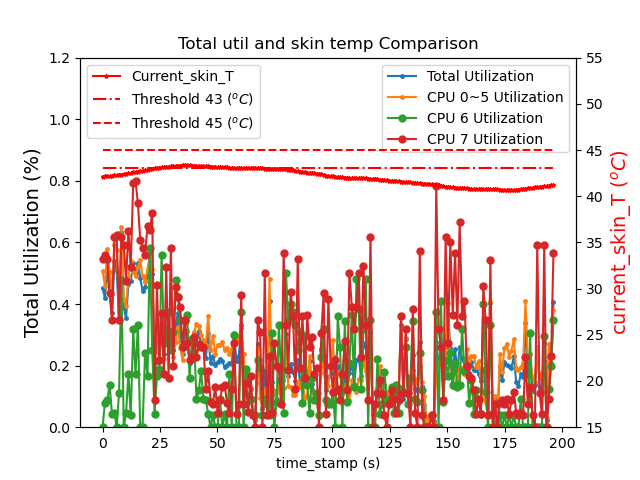 Total util and skin temp Comparison
Current_skin_T
Threshold 43 (°C)
Threshold 45 (°C)
Total Utilization
CPU 0~5 Utilization
CPU 6 Utilization
CPU 7 Utilization
Total Utilization (%)
1.2
1.0
0.8
0.6
0.4
0.2
0.0
55
50
45
40
35
30
25
20
15
current_skin_T (°C)
0
25
50
75
100
125
150
175
200
time_stamp (s)